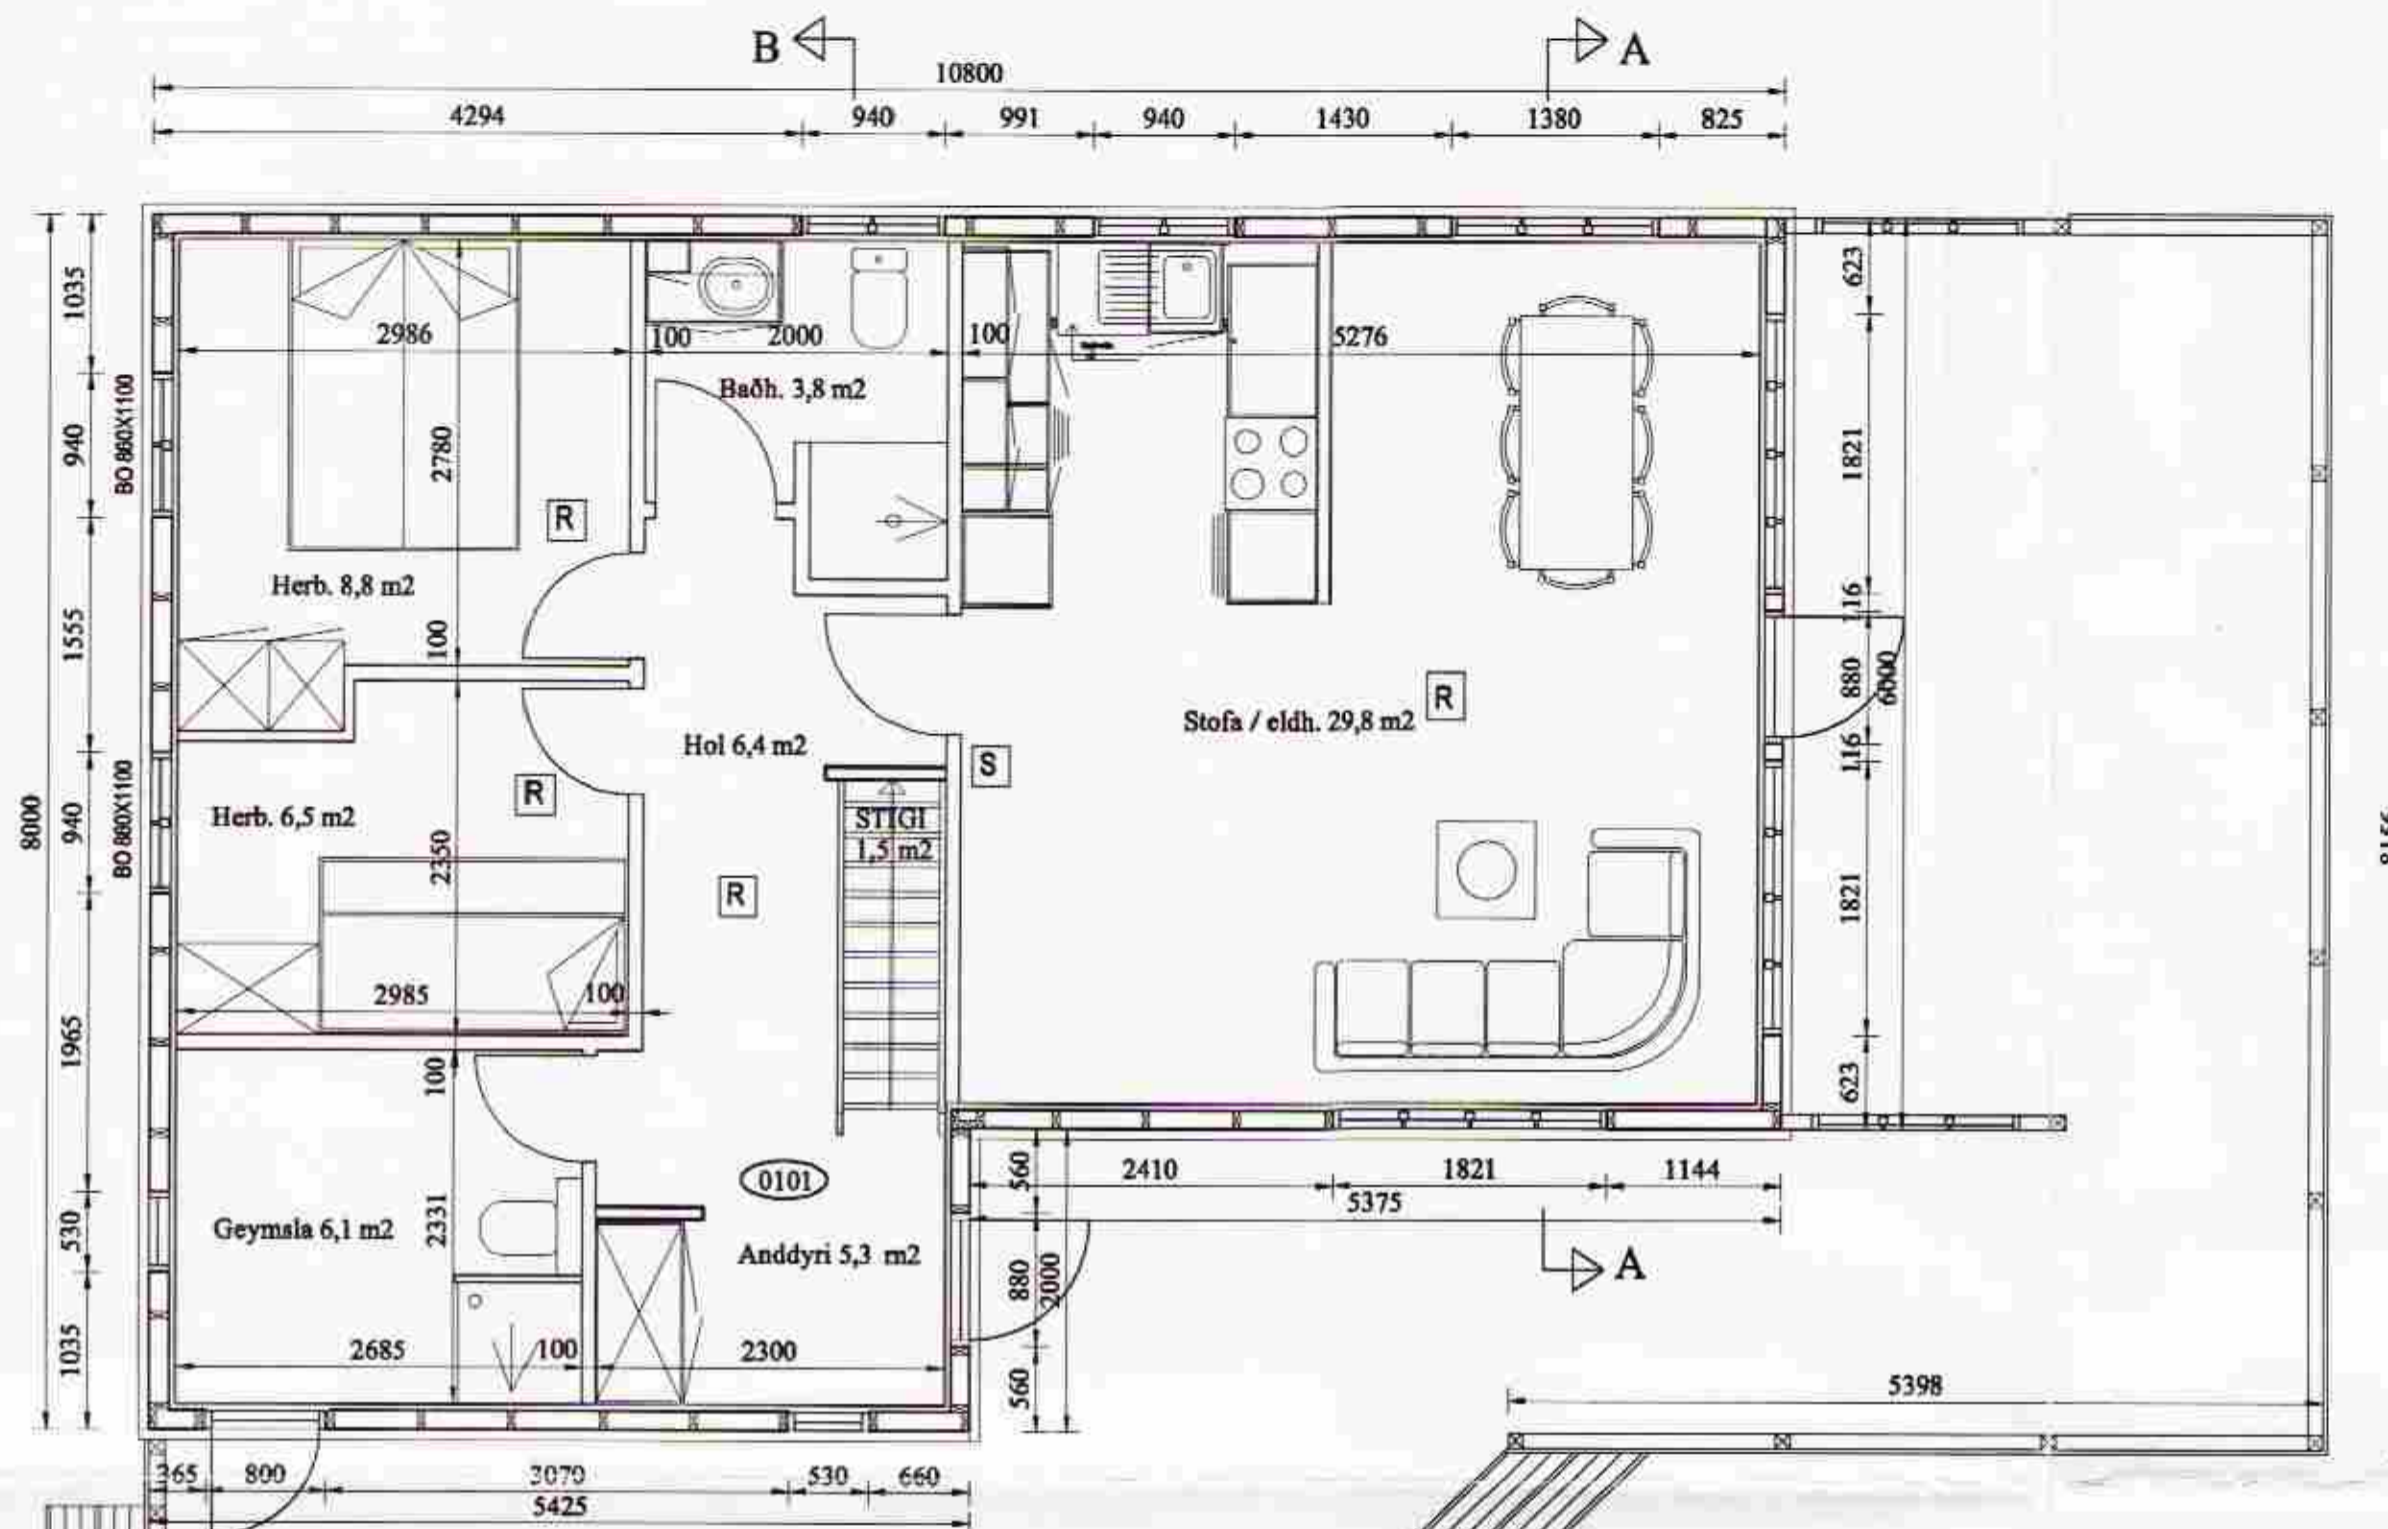 B
A
10800
4294
940
991
940
1430
1380
825
1035
940
1555
940
1965
530
1035
8000
BO 880X1100
BO 880X1100
2986
100
2000
100
5276
Baðh. 3,8 m2
2780
R
Herb. 8,8 m2
100
Hol 6,4 m2
Stofa / eldh. 29,8 m2
R
S
R
Herb. 6,5 m2
STIGI
1,5 m2
2350
R
2985
100
100
0101
Geymsla 6,1 m2
2331
Anddyri 5,3 m2
2685
100
2300
623
1821
116
880
6000
116
1821
623
8156
560
2410
1821
1144
5375
880
2000
A
560
5398
365
800
3070
530
660
5425